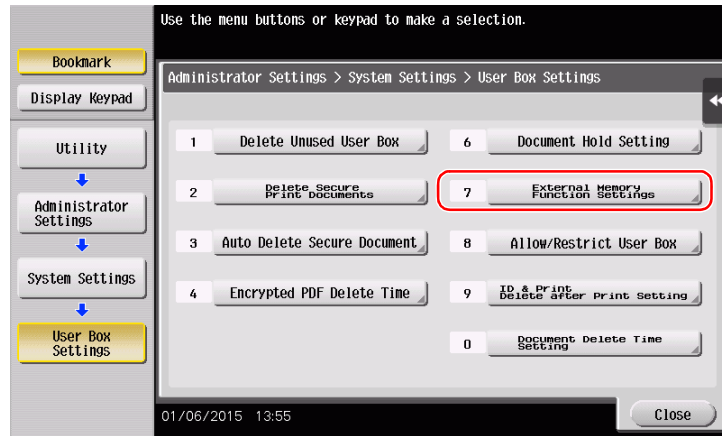 Use the menu buttons or keypad to make a selection.
Bookmark
Display Keypad
Utility
Administrator
Settings
System Settings
User Box
Settings
Administrator Settings > System Settings > User Box Settings
1 Delete Unused User Box
2 Delete Secure
Print Documents
3 Auto Delete Secure Document
4 Encrypted PDF Delete Time
6 Document Hold Setting
7 External Memory
Function Settings
8 Allow/Restrict User Box
9 ID & Print
Delete after Print Setting
0 Document Delete Time
Setting
01/06/2015 13:55
Close